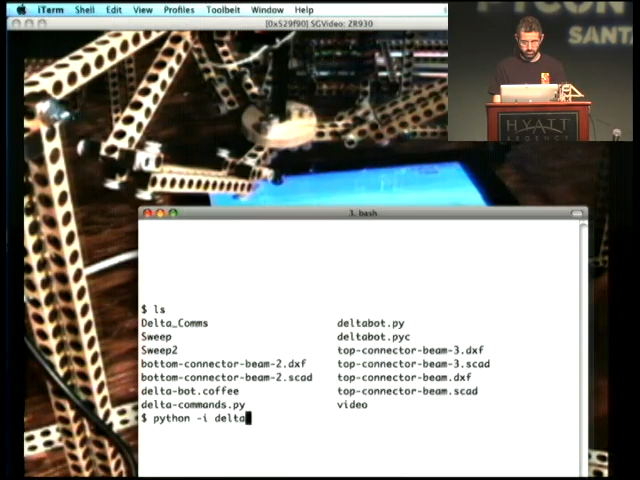 iTerm Shell Edit View Profiles Toolbelt Window Help
[0x529f90] SGVideo: ZR930
SANTA
HYATT
REGENCY
3. bash
$ ls
Delta_Comms deltabot.py
Sweep deltabot.pyc
Sweep2 top-connector-beam-3.dxf
bottom-connector-beam-2.dxf top-connector-beam-3.scad
bottom-connector-beam-2.scad top-connector-beam.dxf
delta-bot.coffee top-connector-beam.scad
delta-commands.py video
$ python -i delta